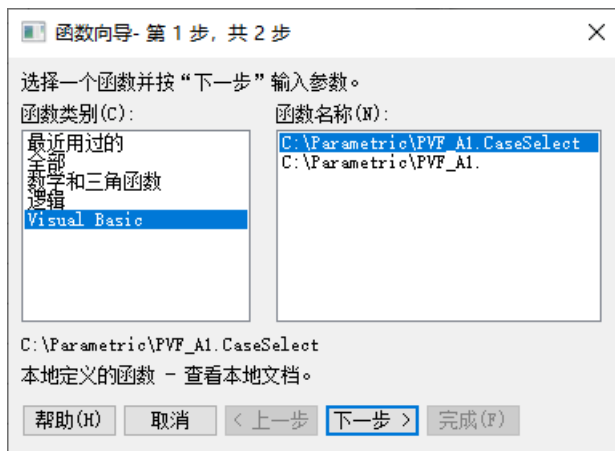 函数向导- 第 1 步, 共 2 步
选择一个函数并按“下一步”输入参数。
函数类别(C):
函数名称(N):
最近用过的
全部
数学和三角函数
逻辑
Visual Basic
C:\Parametric\PVF_A1.CaseSelect
C:\Parametric\PVF_A1.
C:\Parametric\PVF_A1.CaseSelect
本地定义的函数 - 查看本地文档。
帮助(H)
取消
< 上一步
下一步 >
完成(F)